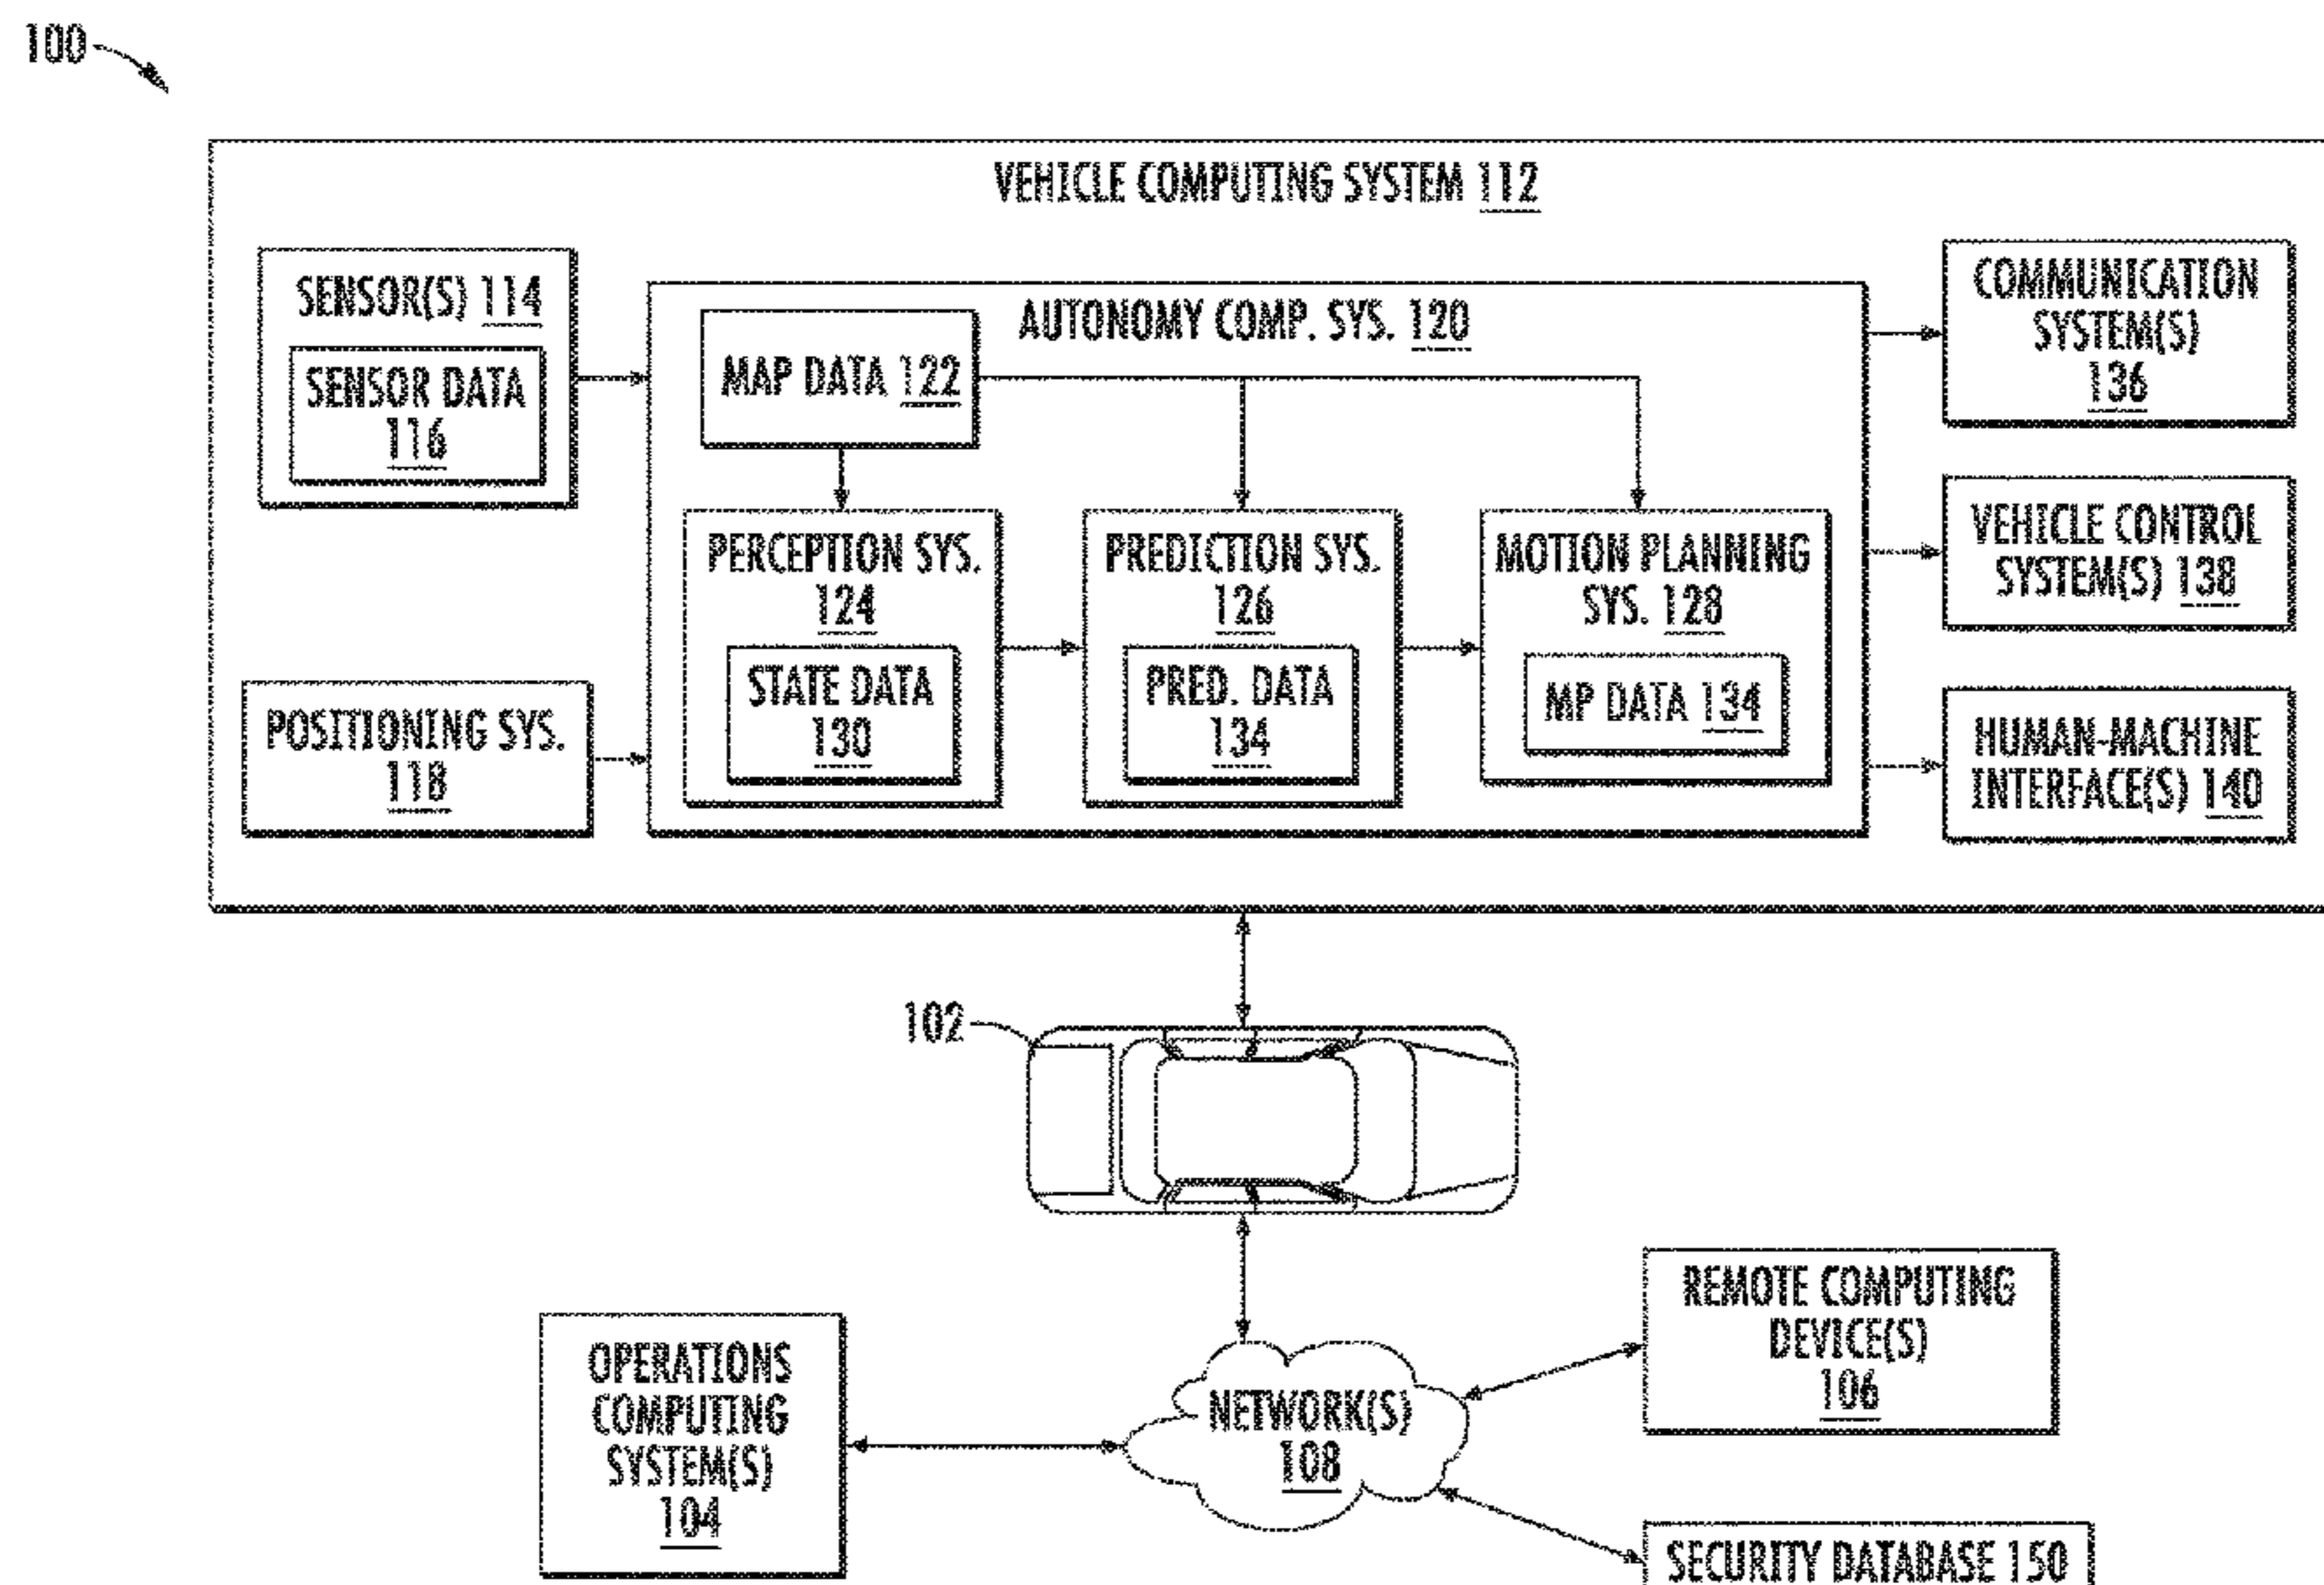 100
VEHICLE COMPUTING SYSTEM 112
SENSOR(S) 114
SENSOR DATA
116
POSITIONING SYS.
118
AUTONOMY COMP. SYS. 120
MAP DATA 122
PERCEPTION SYS.
124
STATE DATA
130
PREDICTION SYS.
126
PRED. DATA
134
MOTION PLANNING
SYS. 128
MP DATA 134
COMMUNICATION
SYSTEM(S)
136
VEHICLE CONTROL
SYSTEM(S) 138
HUMAN-MACHINE
INTERFACE(S) 140
102
OPERATIONS
COMPUTING
SYSTEM(S)
104
NETWORK(S)
108
REMOTE COMPUTING
DEVICE(S)
106
SECURITY DATABASE 150